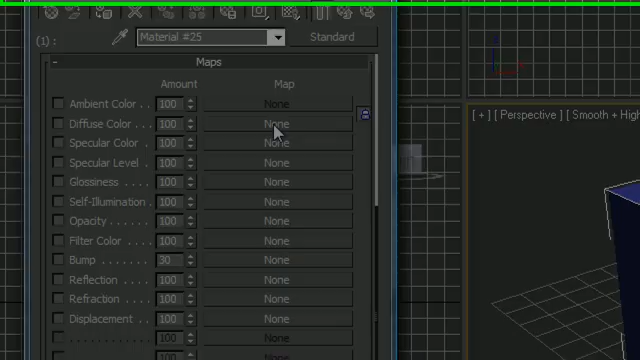 (1) : Material #25 Standard
- Maps
Amount Map
Ambient Color . . 100 None
Diffuse Color . . . 100 None
Specular Color . 100 None
Specular Level . 100 None
Glossiness . . . . . 100 None
Self-Illumination . 100 None
Opacity . . . . . . . 100 None
Filter Color . . . . 100 None
Bump . . . . . . . . 30 None
Reflection . . . . . 100 None
Refraction . . . . . 100 None
Displacement . . . 100 None
. . . . . . . . . . . . . 100 None
[ + ] [ Perspective ] [ Smooth + High